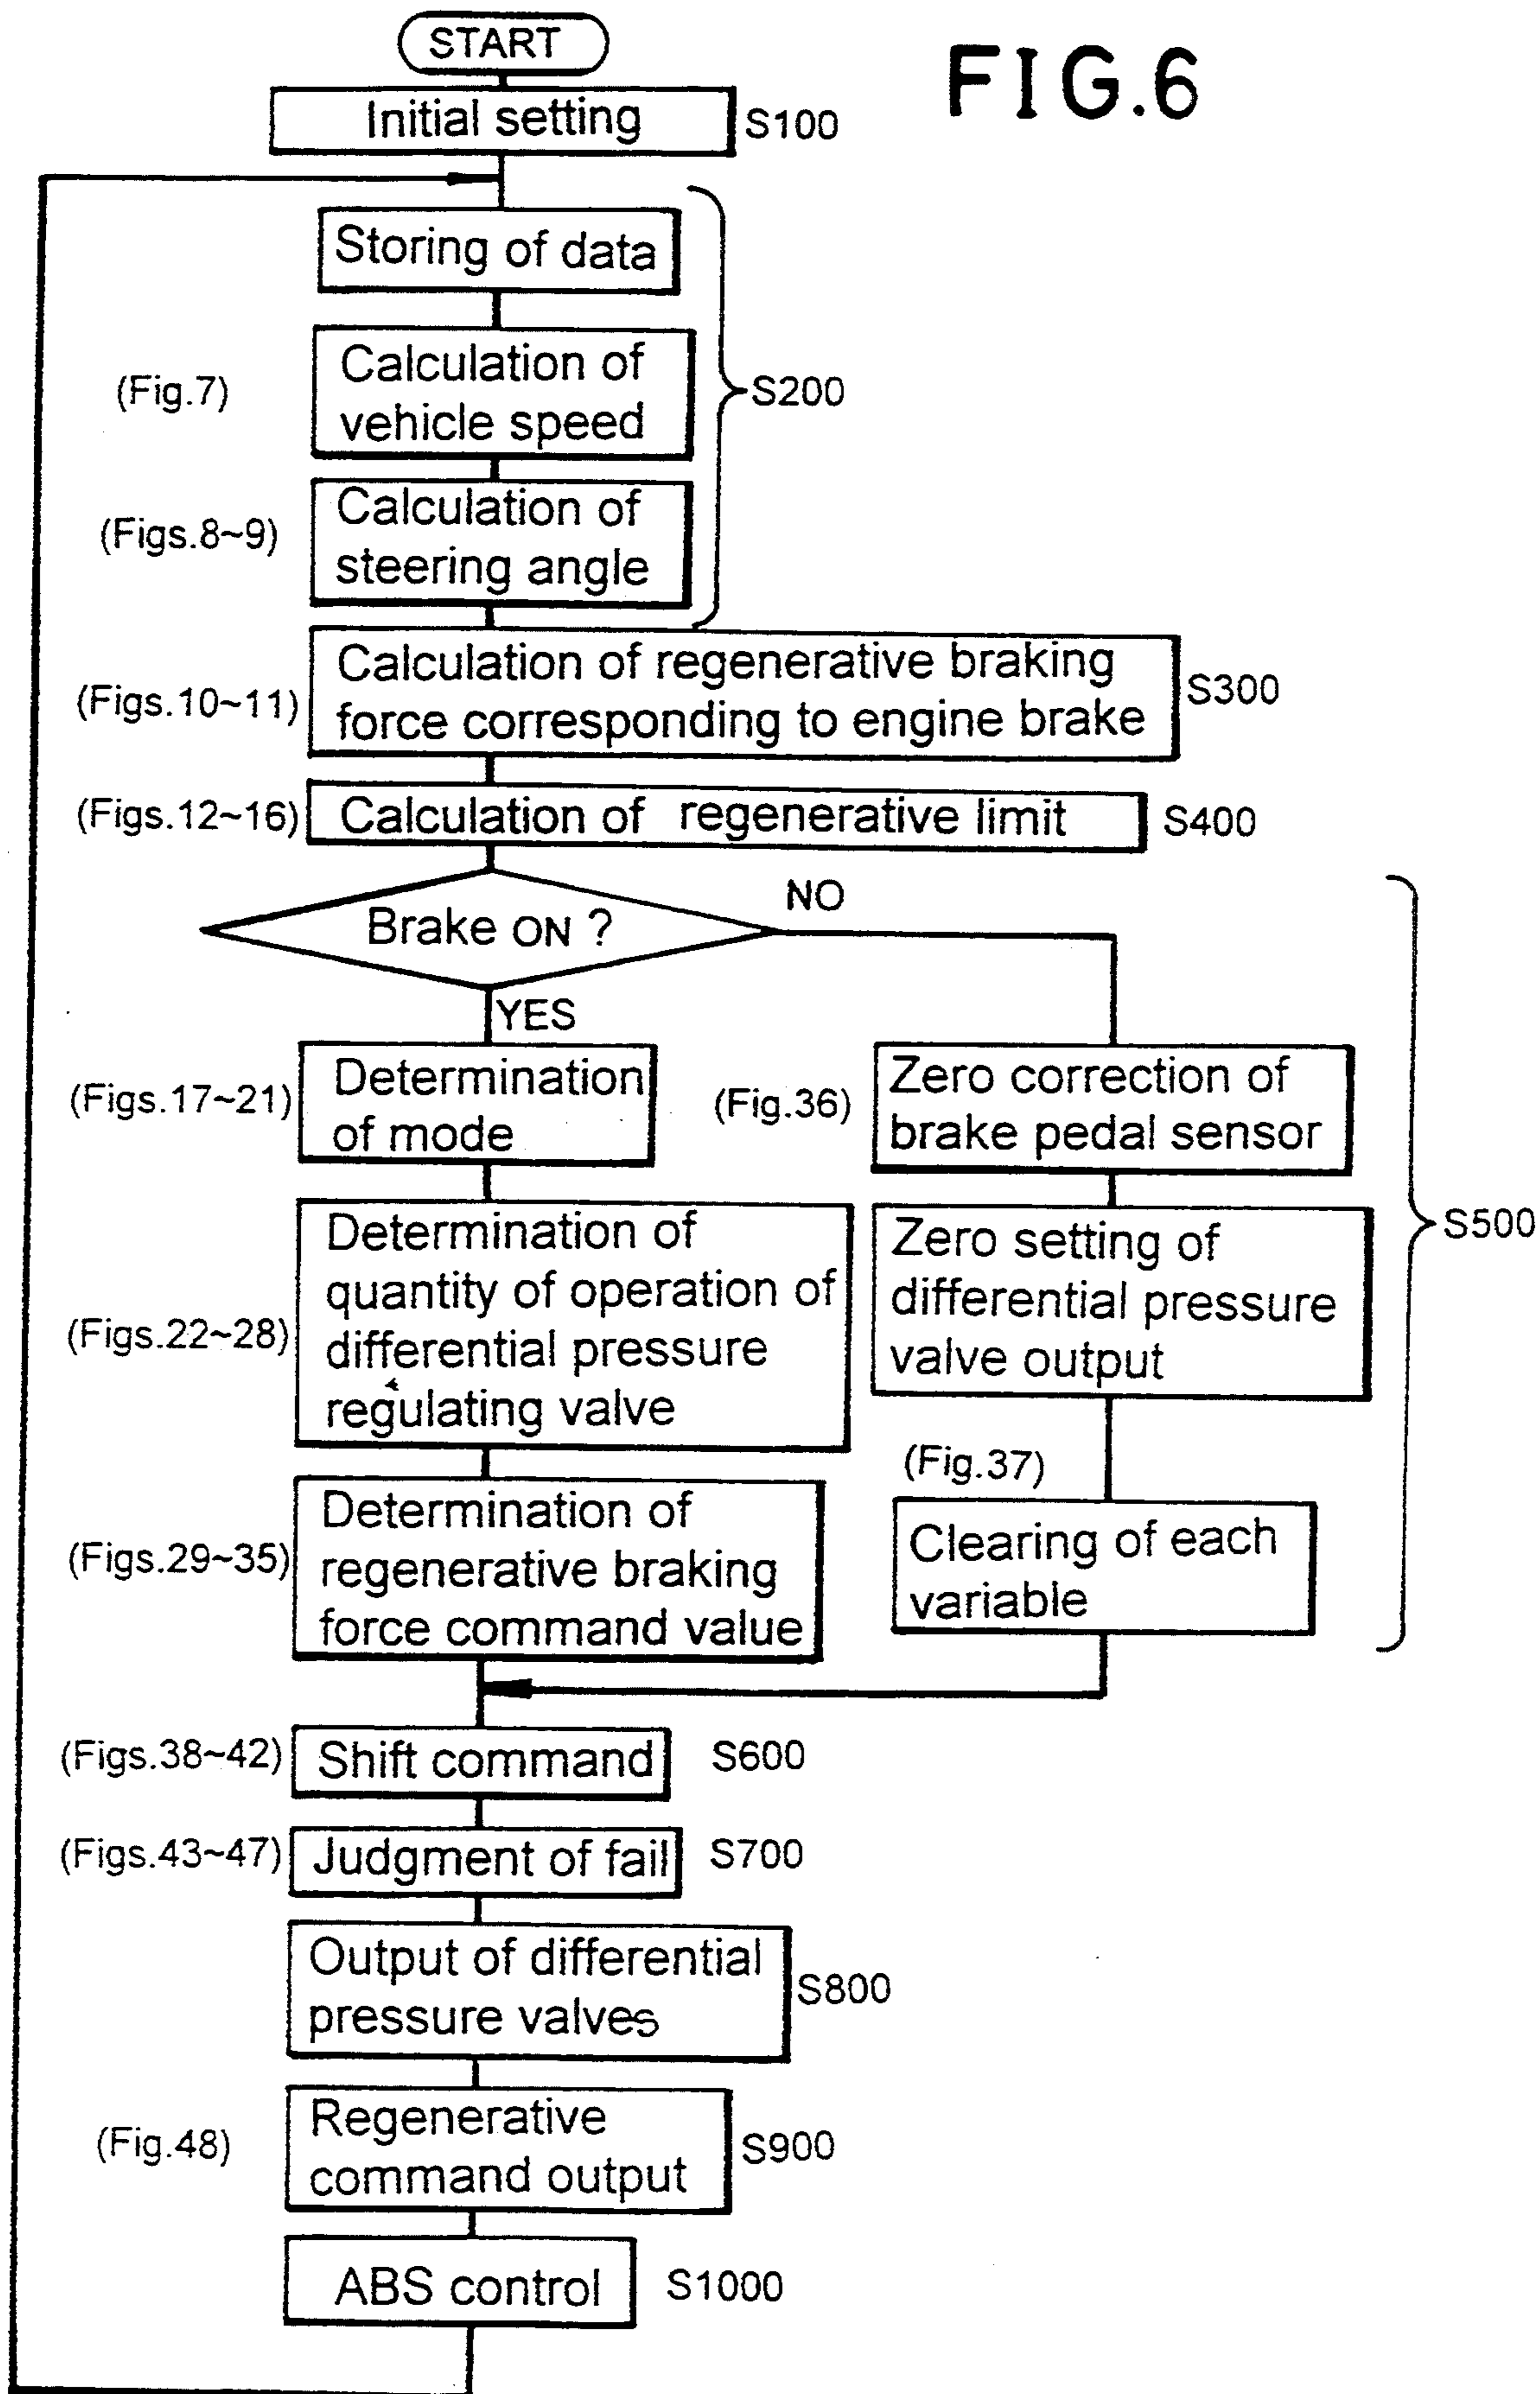 START
FIG.6
Initial setting
S100
Storing of data
(Fig.7)
Calculation of
vehicle speed
S200
(Figs.8~9)
Calculation of
steering angle
(Figs.10~11)
Calculation of regenerative braking
force corresponding to engine brake
S300
(Figs.12~16)
Calculation of regenerative limit
S400
Brake ON ?
NO
YES
(Figs.17~21)
Determination
of mode
(Fig.36)
Zero correction of
brake pedal sensor
(Figs.22~28)
Determination of
quantity of operation of
differential pressure
regulating valve
Zero setting of
differential pressure
valve output
S500
(Fig.37)
(Figs.29~35)
Determination of
regenerative braking
force command value
Clearing of each
variable
(Figs.38~42)
Shift command
S600
(Figs.43~47)
Judgment of fail
S700
Output of differential
pressure valves
S800
(Fig.48)
Regenerative
command output
S900
ABS control
S1000